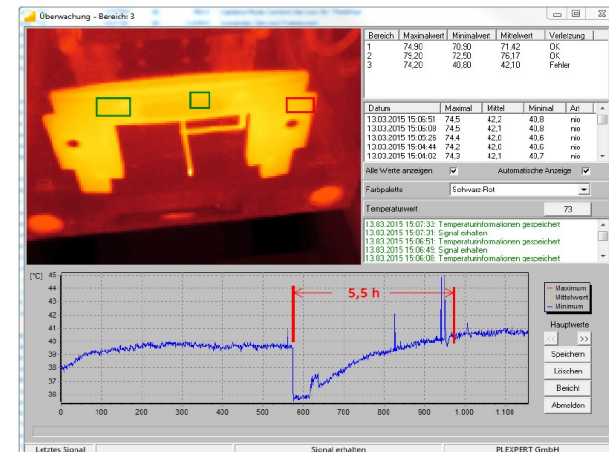 Überwachung - Bereich: 3
Bereich Maximalwert Minimalwert Mittelwert Verletzung
1 74,90 70,90 71,42 OK
2 79,20 72,50 76,17 OK
3 74,20 40,80 42,10 Fehler
Datum Maximal Mittel Minimal Art
13.03.2015 15:06:51 74,5 42,2 40,8 nio
13.03.2015 15:06:08 74,5 42,1 40,8 nio
13.03.2015 15:05:25 74,4 42,0 40,6 nio
13.03.2015 15:04:44 74,2 42,0 40,6 nio
13.03.2015 15:04:02 74,3 42,1 40,7 nio
Alle Werte anzeigen Automatische Anzeige
Farbpalette Schwarz-Rot
Temperaturwert 73
13.03.2015 15:07:33: Temperaturinformationen gespeichert
13.03.2015 15:07:31: Signal erhalten
13.03.2015 15:06:51: Temperaturinformationen gespeichert
13.03.2015 15:06:49: Signal erhalten
13.03.2015 15:06:08: Temperaturinformationen gespeichert
[°C] 45
44
43
42
41
40
39
38
37
36
5,5 h
0 100 200 300 400 500 600 700 800 900 1.000 1.100
Maximum
Mittelwert
Minimum
Hauptwerte
<< >>
Speichern
Löschen
Bericht
Abmelden
Letztes Signal Signal erhalten PLEXPERT GmbH